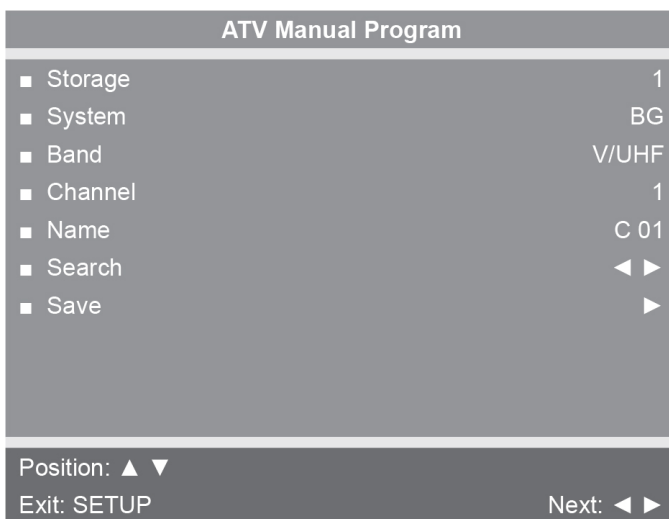 ATV Manual Program
■ Storage 1
■ System BG
■ Band V/UHF
■ Channel 1
■ Name C 01
■ Search ◄ ►
■ Save ►
Position: ▲ ▼
Exit: SETUP Next: ◄ ►